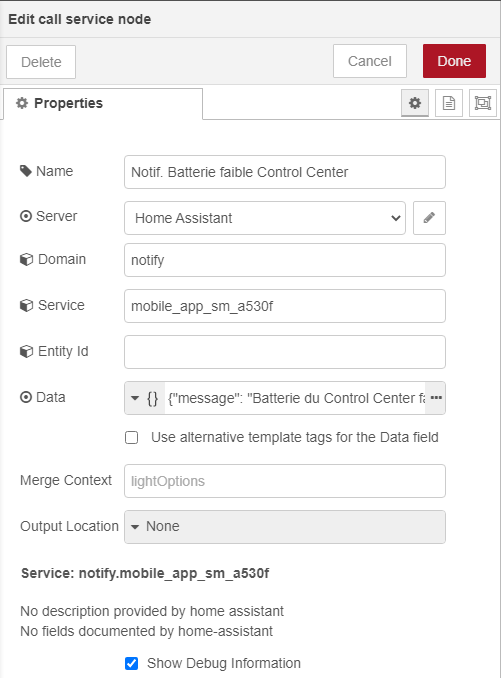 Edit call service node
Delete
Cancel
Done
Properties
Name
Notif. Batterie faible Control Center
Server
Home Assistant
Domain
notify
Service
mobile_app_sm_a530f
Entity Id
Data
{} {"message": "Batterie du Control Center fa
Use alternative template tags for the Data field
Merge Context
lightOptions
Output Location
None
Service: notify.mobile_app_sm_a530f
No description provided by home assistant
No fields documented by home-assistant
Show Debug Information